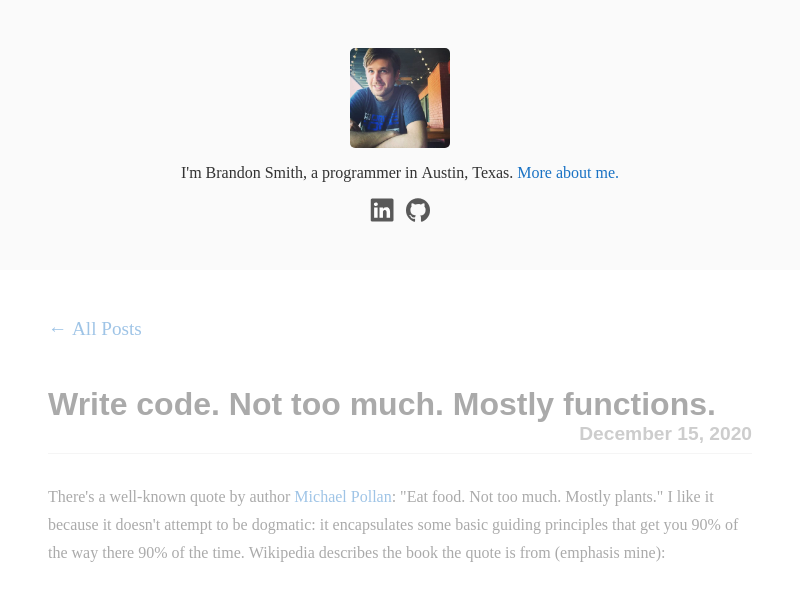 I'm Brandon Smith, a programmer in Austin, Texas. More about me.
← All Posts
Write code. Not too much. Mostly functions.
December 15, 2020
There's a well-known quote by author Michael Pollan: "Eat food. Not too much. Mostly plants." I like it
because it doesn't attempt to be dogmatic: it encapsulates some basic guiding principles that get you 90% of
the way there 90% of the time. Wikipedia describes the book the quote is from (emphasis mine):